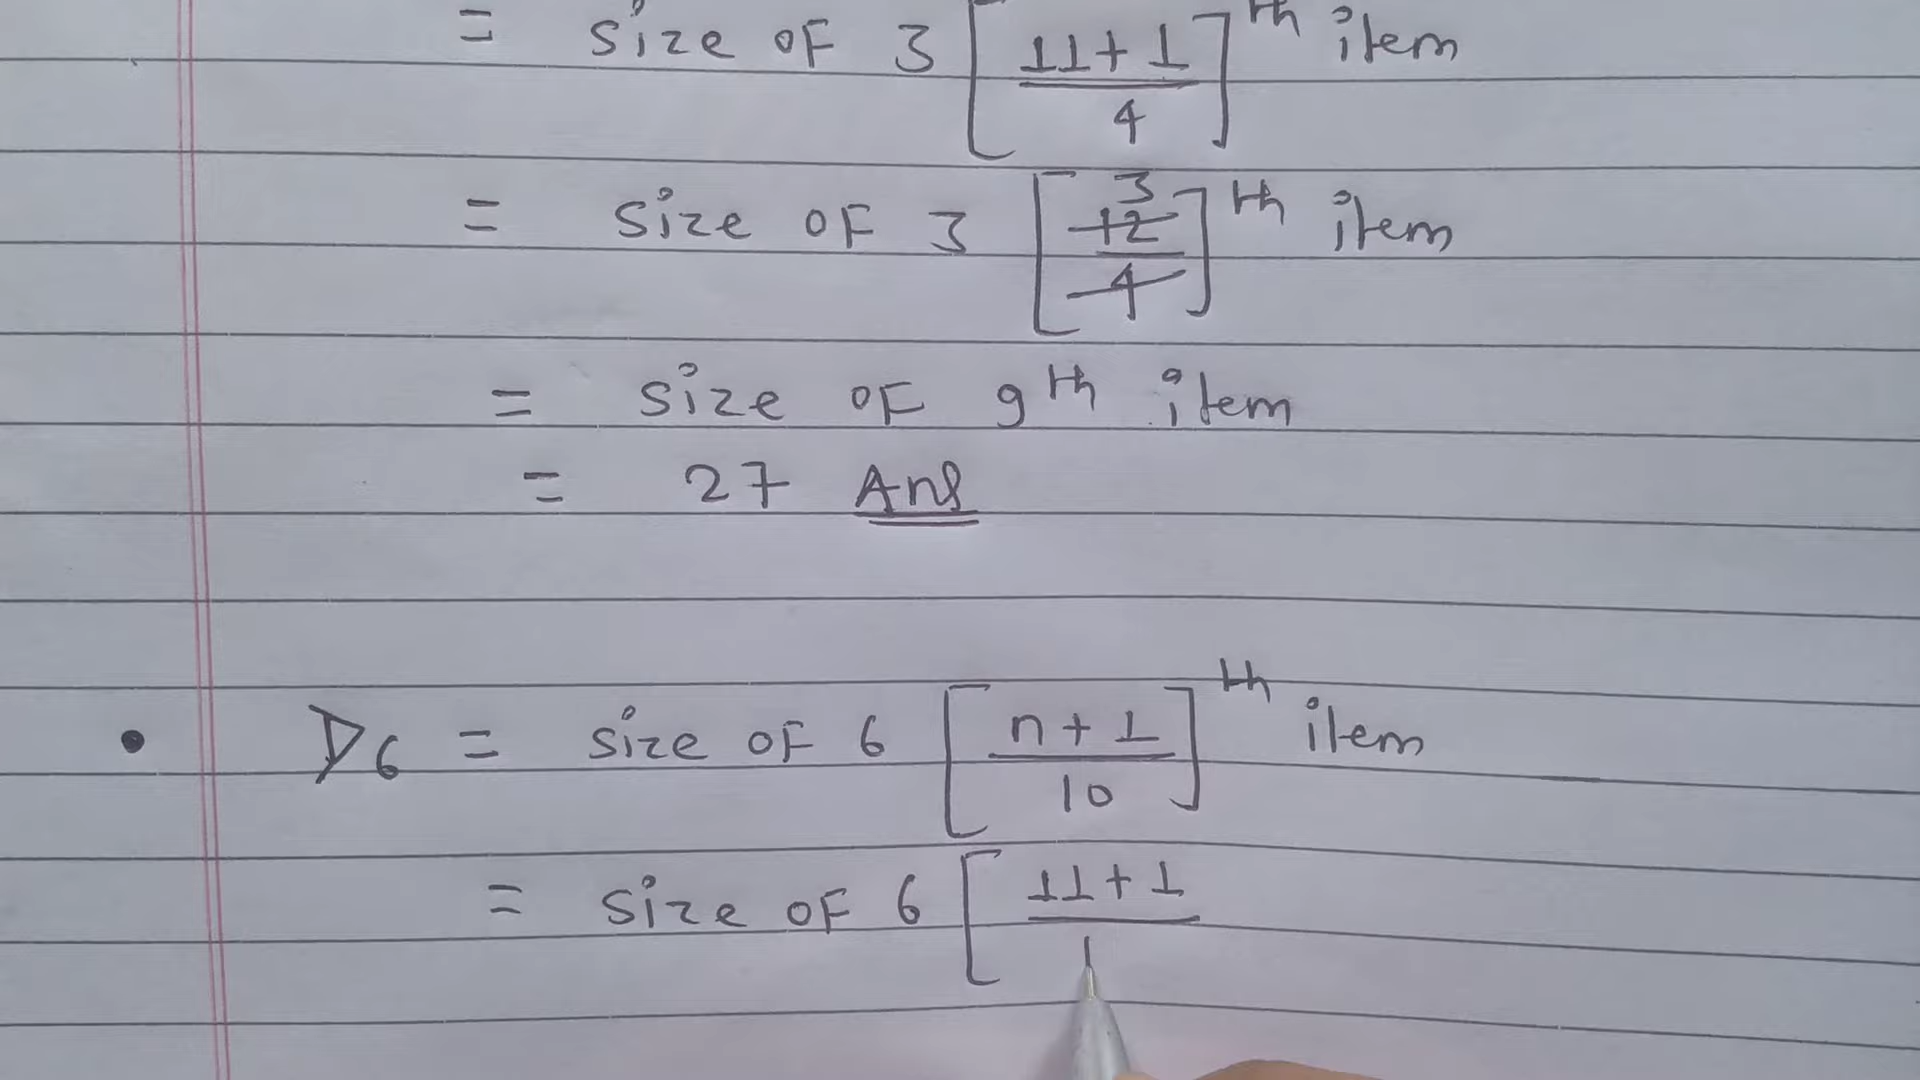 = size of 3 [11+1/4]th item
= size of 3 [12/4]th item 3
= size of 9th item
= 27 Ans
• D6 = size of 6 [n+1/10]th item
= size of 6 [11+1/1